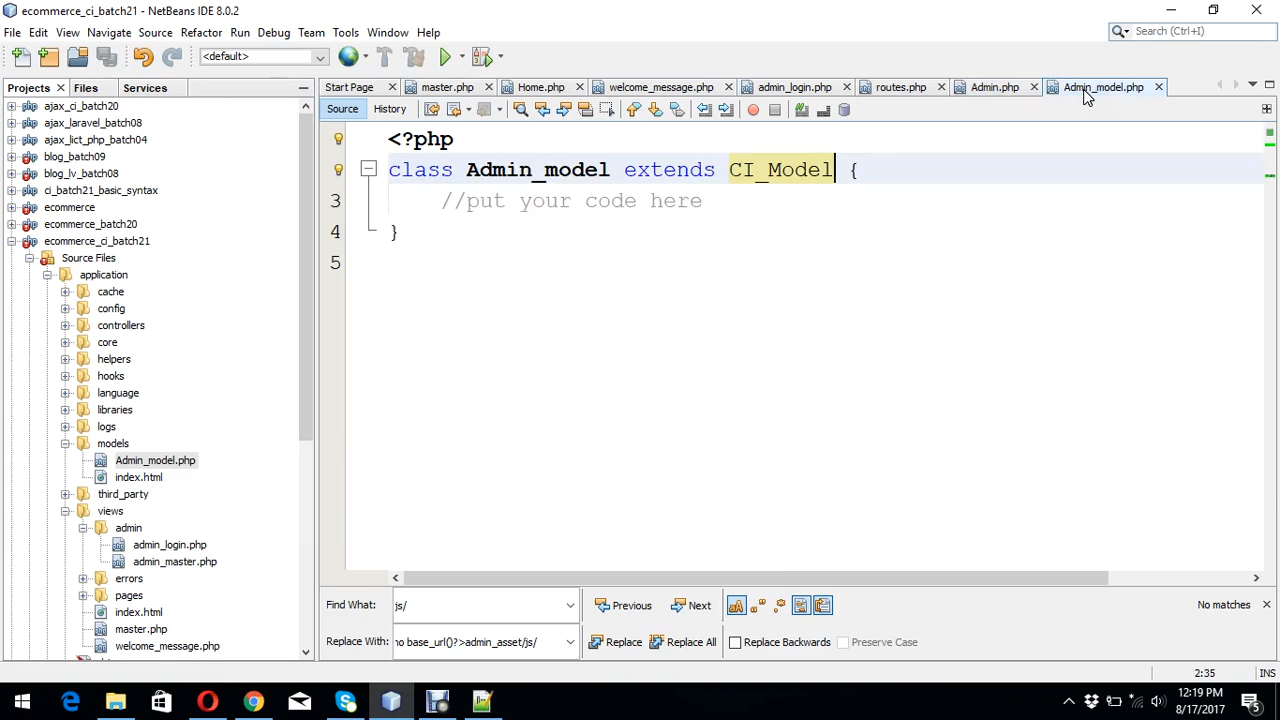 ecommerce_ci_batch21 - NetBeans IDE 8.0.2
File Edit View Navigate Source Refactor Run Debug Team Tools Window Help
Search (Ctrl+I)
<default>
Projects Files Services
Start Page master.php Home.php welcome_message.php admin_login.php routes.php Admin.php Admin_model.php
Source History
ajax_ci_batch20
ajax_laravel_batch08
ajax_lict_php_batch04
blog_batch09
blog_lv_batch08
ci_batch21_basic_syntax
ecommerce
ecommerce_batch20
ecommerce_ci_batch21
Source Files
application
cache
config
controllers
core
helpers
hooks
language
libraries
logs
models
Admin_model.php
index.html
third_party
views
admin
admin_login.php
admin_master.php
errors
pages
index.html
master.php
welcome_message.php
<?php
class Admin_model extends CI_Model {
3 //put your code here
4 }
5
Find What: js/ Previous Next No matches
Replace With: no base_url()?>admin_asset/js/ Replace Replace All Replace Backwards Preserve Case
2:35 INS
12:19 PM
8/17/2017
5